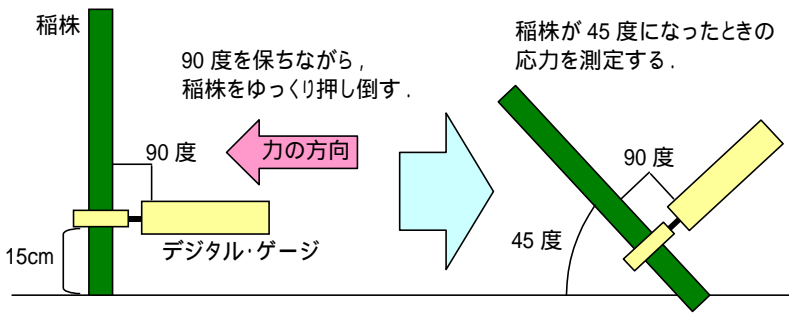 稲株
90 度を保ちながら，
稲株をゆっくり押し倒す．
90 度
力の方向
15cm
デジタル・ゲージ
稲株が 45 度になったときの
応力を測定する．
90 度
45 度